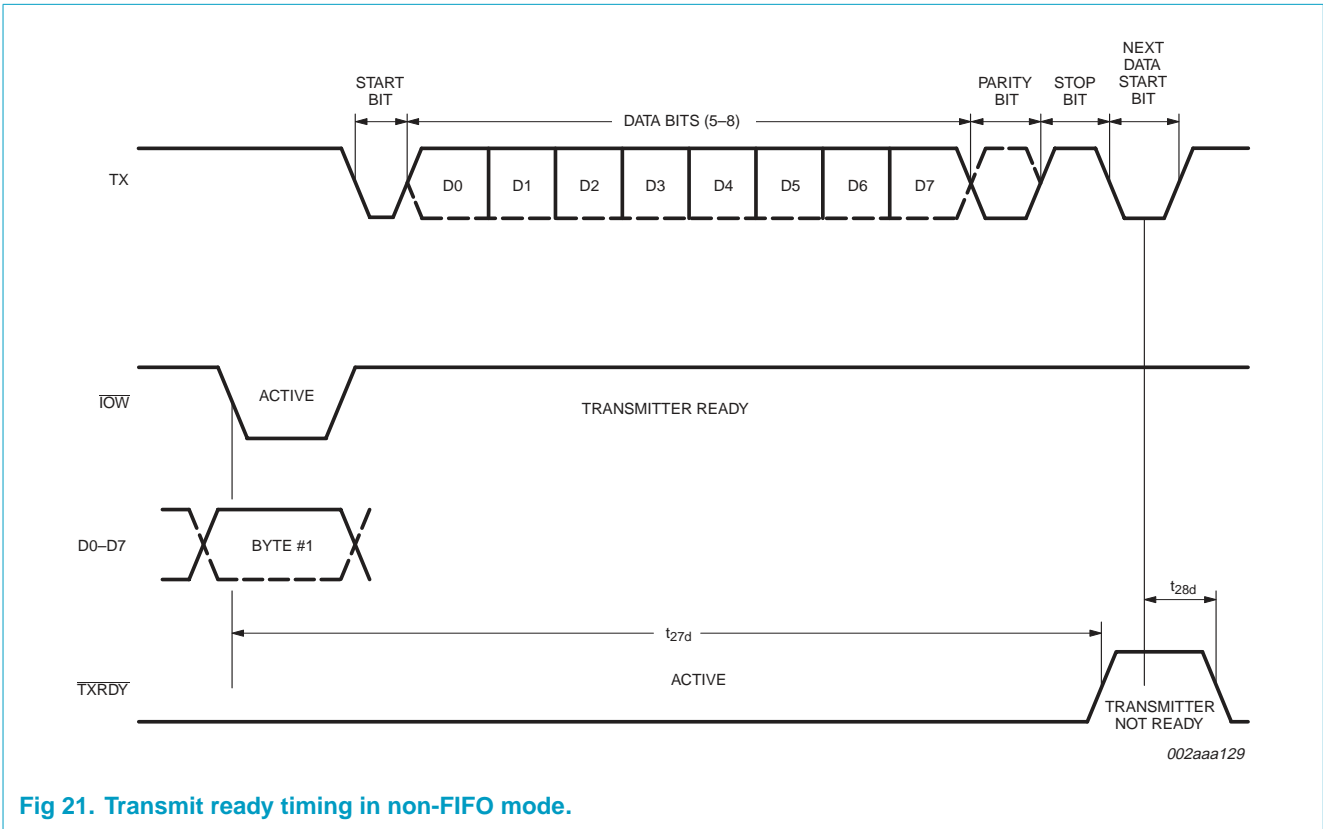 START
BIT
DATA BITS (5–8)
PARITY
BIT
STOP
BIT
NEXT
DATA
START
BIT
TX
D0
D1
D2
D3
D4
D5
D6
D7
IOW
ACTIVE
TRANSMITTER READY
D0–D7
BYTE #1
t28d
t27d
TXRDY
ACTIVE
TRANSMITTER
NOT READY
002aaa129
Fig 21. Transmit ready timing in non-FIFO mode.